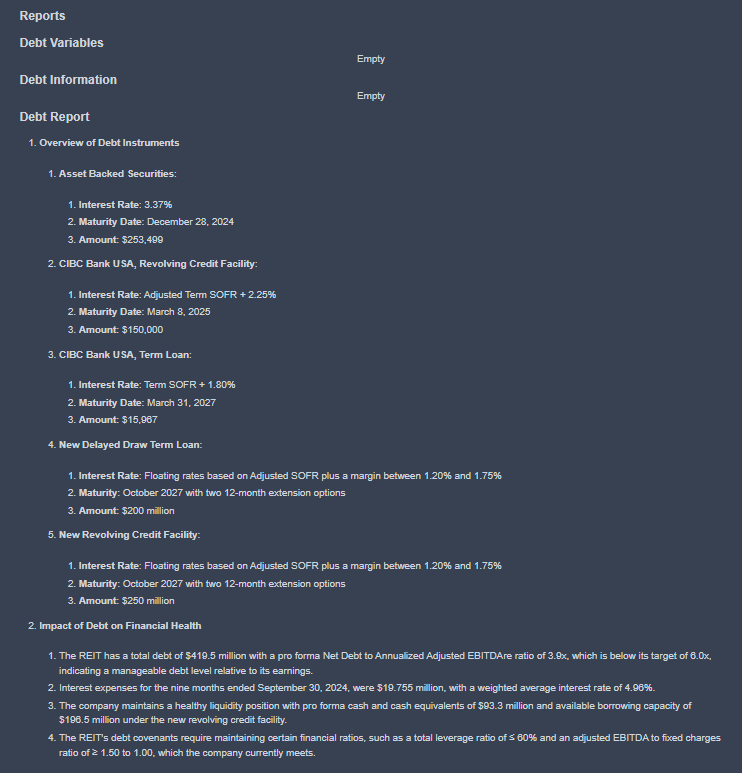 Reports
Debt Variables
Empty
Debt Information
Empty
Debt Report
1. Overview of Debt Instruments
1. Asset Backed Securities:
1. Interest Rate: 3.37%
2. Maturity Date: December 28, 2024
3. Amount: $253,499
2. CIBC Bank USA, Revolving Credit Facility:
1. Interest Rate: Adjusted Term SOFR + 2.25%
2. Maturity Date: March 8, 2025
3. Amount: $150,000
3. CIBC Bank USA, Term Loan:
1. Interest Rate: Term SOFR + 1.80%
2. Maturity Date: March 31, 2027
3. Amount: $15,967
4. New Delayed Draw Term Loan:
1. Interest Rate: Floating rates based on Adjusted SOFR plus a margin between 1.20% and 1.75%
2. Maturity: October 2027 with two 12-month extension options
3. Amount: $200 million
5. New Revolving Credit Facility:
1. Interest Rate: Floating rates based on Adjusted SOFR plus a margin between 1.20% and 1.75%
2. Maturity: October 2027 with two 12-month extension options
3. Amount: $250 million
2. Impact of Debt on Financial Health
1. The REIT has a total debt of $419.5 million with a pro forma Net Debt to Annualized Adjusted EBITDAre ratio of 3.9x, which is below its target of 6.0x,
indicating a manageable debt level relative to its earnings.
2. Interest expenses for the nine months ended September 30, 2024, were $19.755 million, with a weighted average interest rate of 4.96%.
3. The company maintains a healthy liquidity position with pro forma cash and cash equivalents of $93.3 million and available borrowing capacity of
$196.5 million under the new revolving credit facility.
4. The REIT's debt covenants require maintaining certain financial ratios, such as a total leverage ratio of ≤ 60% and an adjusted EBITDA to fixed charges
ratio of ≥ 1.50 to 1.00, which the company currently meets.